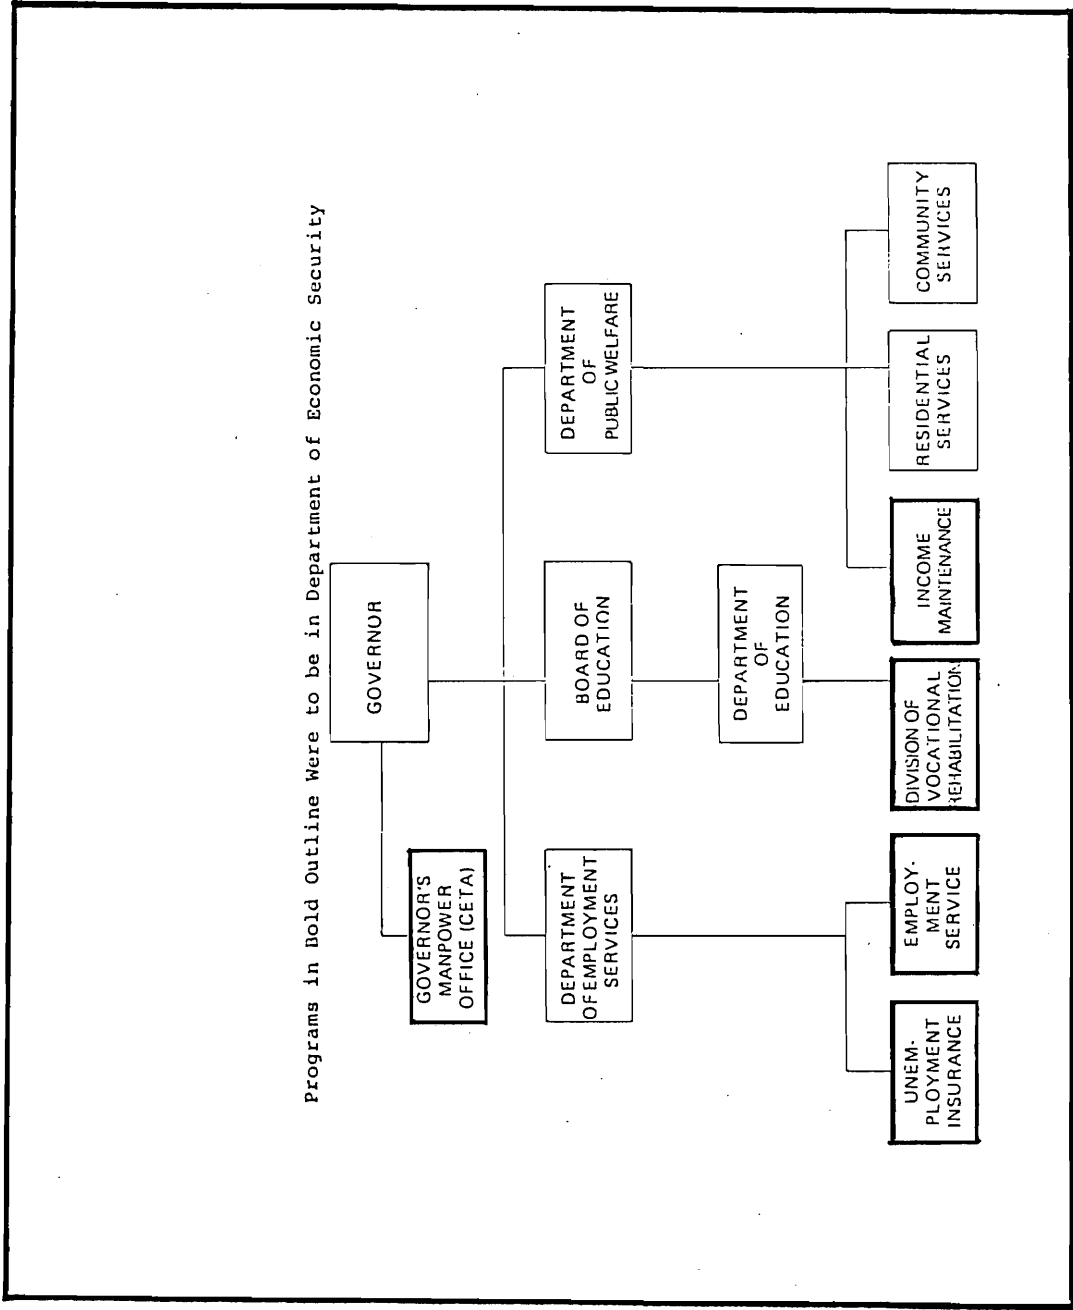 Programs in Bold Outline Were to be in Department of Economic Security
GOVERNOR
GOVERNOR'S
MANPOWER
OFFICE (CETA)
DEPARTMENT
OF EMPLOYMENT
SERVICES
BOARD OF
EDUCATION
DEPARTMENT
OF
PUBLIC WELFARE
DEPARTMENT
OF
EDUCATION
UNEM-
PLOYMENT
INSURANCE
EMPLOY-
MENT
SERVICE
DIVISION OF
VOCATIONAL
REHABILITATION
INCOME
MAINTENANCE
RESIDENTIAL
SERVICES
COMMUNITY
SERVICES